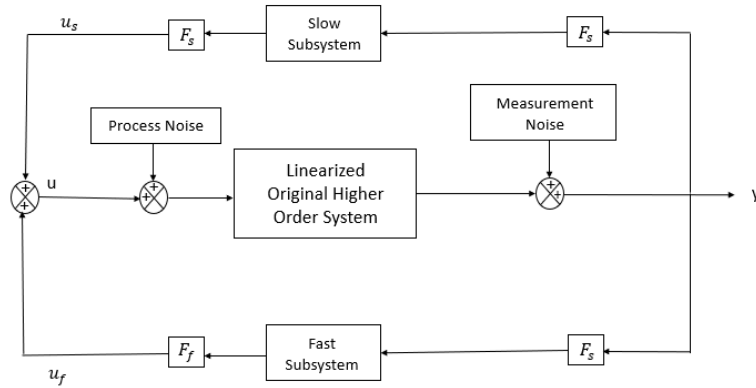 u_s
F_s
Slow
Subsystem
F_s
Process Noise
Measurement
Noise
+
+
u
+
+
Linearized
Original Higher
Order System
+
+
y
u_f
F_f
Fast
Subsystem
F_s